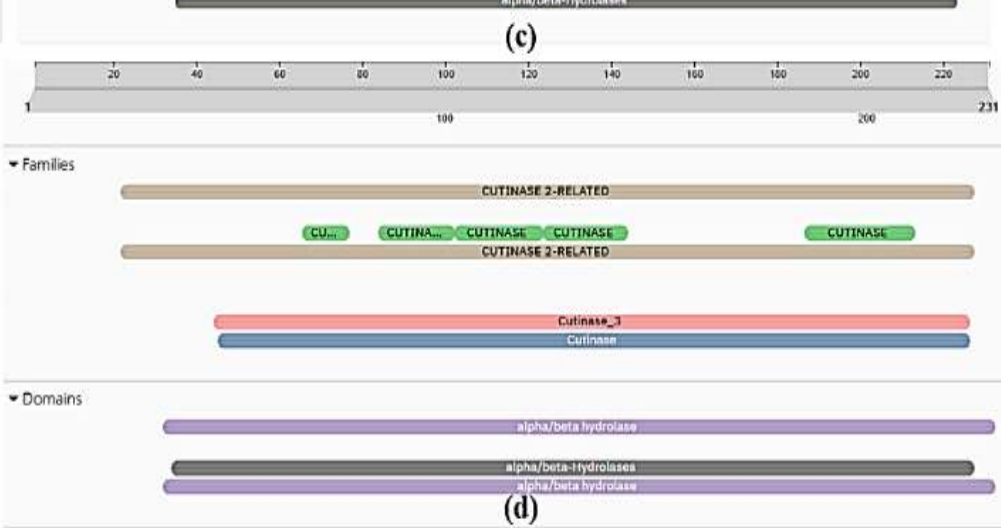 alpha/beta-Hydrolases
(c)
20 40 60 80 100 120 140 160 180 200 220
1 231
100 200
Families
CUTINASE 2-RELATED
CU... CUTINA... CUTINASE CUTINASE CUTINASE
CUTINASE 2-RELATED
Cutinase_3
Cutinase
Domains
alpha/beta hydrolase
alpha/beta-Hydrolases
alpha/beta hydrolase
(d)